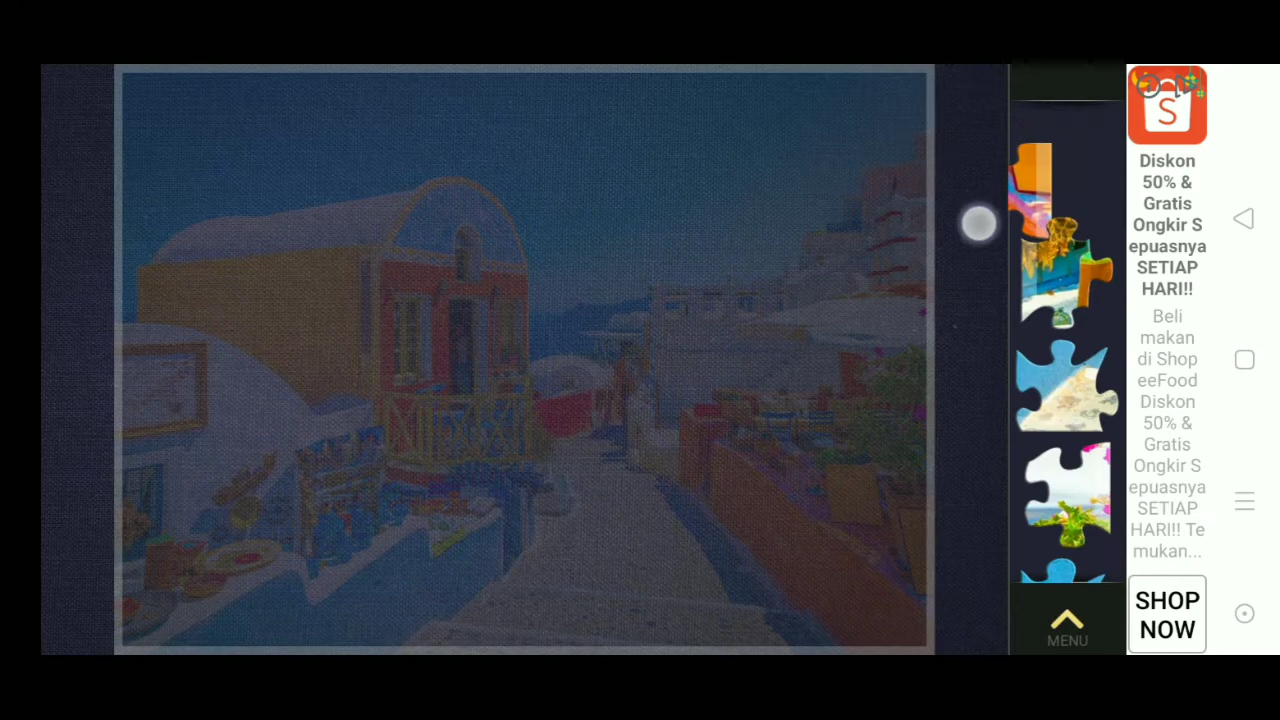 S
Diskon
50% &
Gratis
Ongkir S
epuasnya
SETIAP
HARI!!
Beli
makan
di Shop
eeFood
Diskon
50% &
Gratis
Ongkir S
epuasnya
SETIAP
HARI!! Te
mukan...
SHOP
NOW
MENU